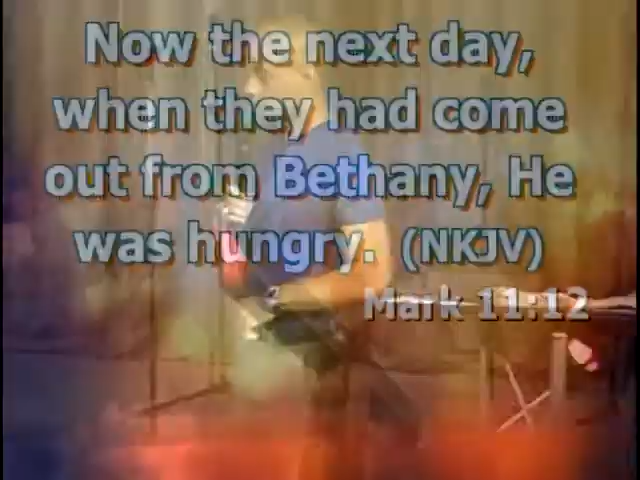 Now the next day,
when they had come
out from Bethany, He
was hungry. (NKJV)
Mark 11:12